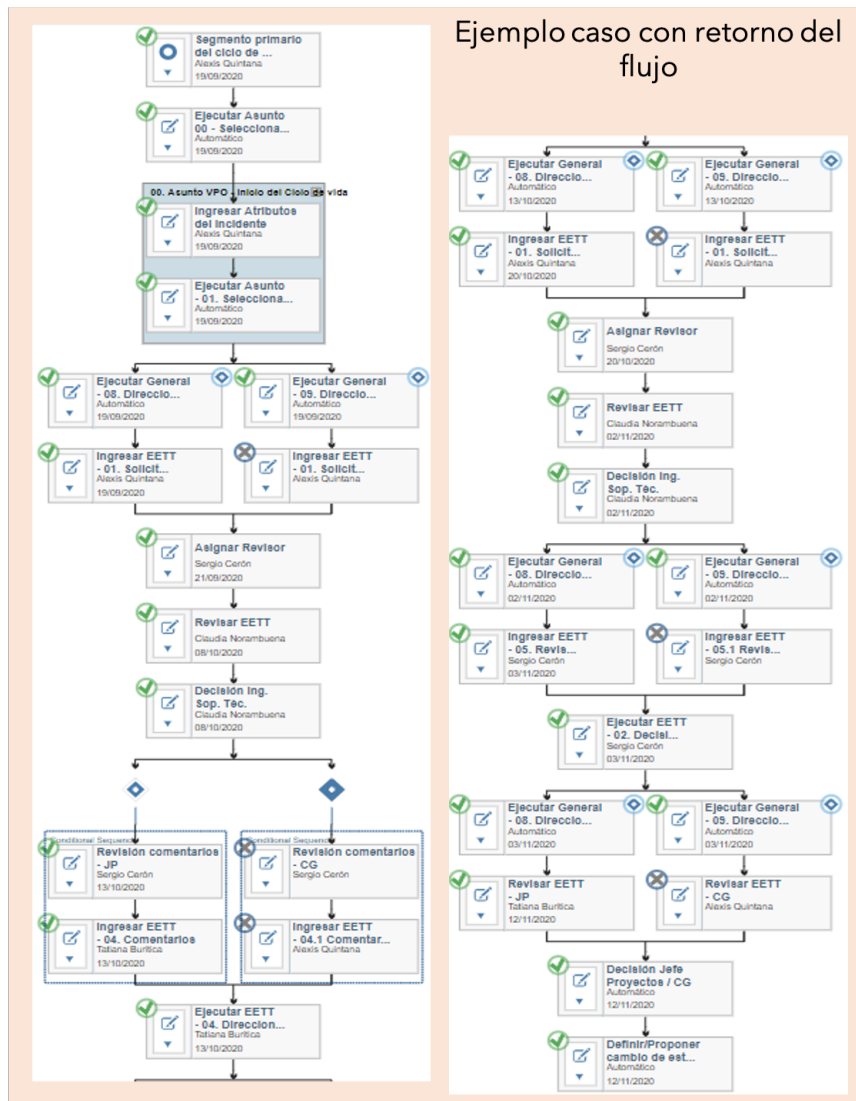 Ejemplo caso con retorno del
flujo
Segmento primario
del ciclo de ...
Alexis Quintana
19/09/2020
Ejecutar Asunto
00 - Selecciona...
Automático
19/09/2020
00. Asunto VPO - Inicio del Ciclo de vida
Ingresar Atributos
del Incidente
Alexis Quintana
19/09/2020
Ejecutar Asunto
- 01. Selecciona...
Automático
19/09/2020
Ejecutar General
- 08. Direccio...
Automático
19/09/2020
Ejecutar General
- 09. Direccio...
Automático
19/09/2020
Ingresar EETT
- 01. Solicit...
Alexis Quintana
19/09/2020
Ingresar EETT
- 01. Solicit...
Alexis Quintana
Asignar Revisor
Sergio Cerón
21/09/2020
Revisar EETT
Claudia Norambuena
08/10/2020
Decisión Ing.
Sop. Téc.
Claudia Norambuena
08/10/2020
Conditional Sequence
Revisión comentarios
- JP
Sergio Cerón
13/10/2020
Conditional Sequence
Revisión comentarios
- CG
Sergio Cerón
Ingresar EETT
- 04. Comentarios
Tatiana Buritica
13/10/2020
Ingresar EETT
- 04.1 Comentar...
Alexis Quintana
Ejecutar EETT
- 04. Direccion...
Tatiana Buritica
13/10/2020
Ejecutar General
- 08. Direccio...
Automático
13/10/2020
Ejecutar General
- 09. Direccio...
Automático
13/10/2020
Ingresar EETT
- 01. Solicit...
Alexis Quintana
20/10/2020
Ingresar EETT
- 01. Solicit...
Alexis Quintana
Asignar Revisor
Sergio Cerón
20/10/2020
Revisar EETT
Claudia Norambuena
02/11/2020
Decisión Ing.
Sop. Téc.
Claudia Norambuena
02/11/2020
Ejecutar General
- 08. Direccio...
Automático
02/11/2020
Ejecutar General
- 09. Direccio...
Automático
02/11/2020
Ingresar EETT
- 05. Revis...
Sergio Cerón
03/11/2020
Ingresar EETT
- 05.1 Revis...
Sergio Cerón
Ejecutar EETT
- 02. Decisi...
Sergio Cerón
03/11/2020
Ejecutar General
- 08. Direccio...
Automático
03/11/2020
Ejecutar General
- 09. Direccio...
Automático
03/11/2020
Revisar EETT
- JP
Tatiana Buritica
12/11/2020
Revisar EETT
- CG
Alexis Quintana
Decisión Jefe
Proyectos / CG
Automático
12/11/2020
Definir/Proponer
cambio de est...
Automático
12/11/2020